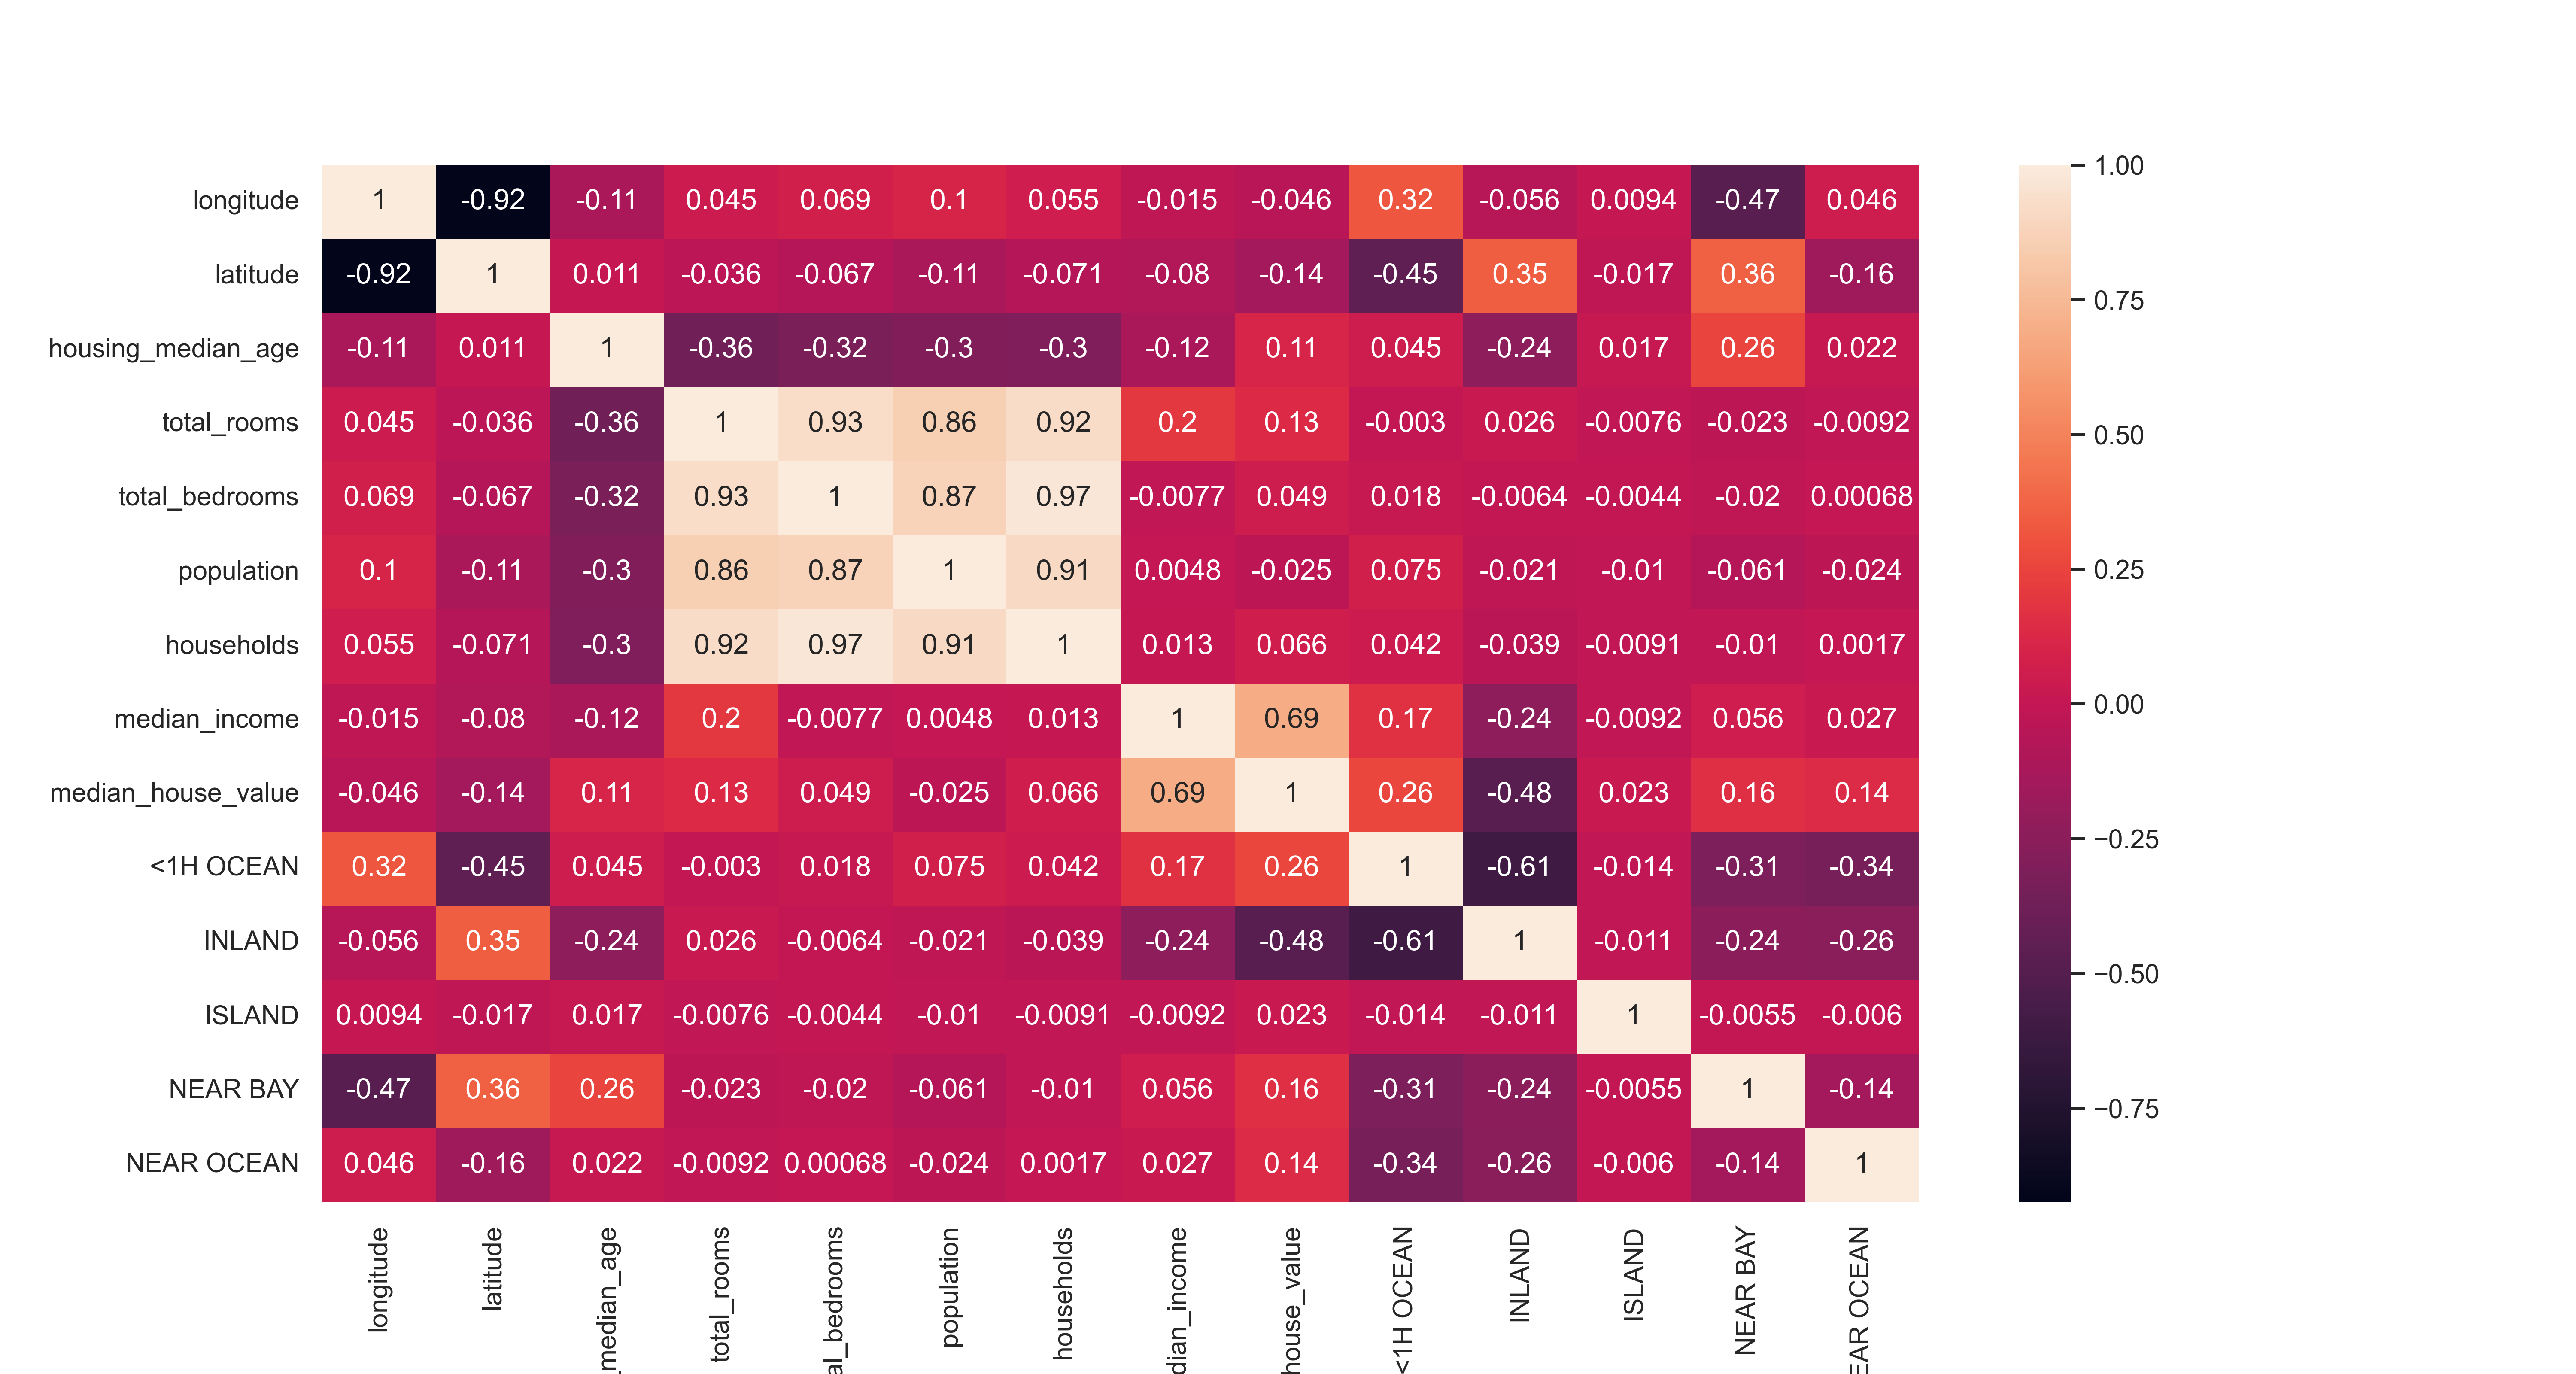 longitude 1 -0.92 -0.11 0.045 0.069 0.1 0.055 -0.015 -0.046 0.32 -0.056 0.0094 -0.47 0.046
latitude -0.92 1 0.011 -0.036 -0.067 -0.11 -0.071 -0.08 -0.14 -0.45 0.35 -0.017 0.36 -0.16
housing_median_age -0.11 0.011 1 -0.36 -0.32 -0.3 -0.3 -0.12 0.11 0.045 -0.24 0.017 0.26 0.022
total_rooms 0.045 -0.036 -0.36 1 0.93 0.86 0.92 0.2 0.13 -0.003 0.026 -0.0076 -0.023 -0.0092
total_bedrooms 0.069 -0.067 -0.32 0.93 1 0.87 0.97 -0.0077 0.049 0.018 -0.0064 -0.0044 -0.02 0.00068
population 0.1 -0.11 -0.3 0.86 0.87 1 0.91 0.0048 -0.025 0.075 -0.021 -0.01 -0.061 -0.024
households 0.055 -0.071 -0.3 0.92 0.97 0.91 1 0.013 0.066 0.042 -0.039 -0.0091 -0.01 0.0017
median_income -0.015 -0.08 -0.12 0.2 -0.0077 0.0048 0.013 1 0.69 0.17 -0.24 -0.0092 0.056 0.027
median_house_value -0.046 -0.14 0.11 0.13 0.049 -0.025 0.066 0.69 1 0.26 -0.48 0.023 0.16 0.14
<1H OCEAN 0.32 -0.45 0.045 -0.003 0.018 0.075 0.042 0.17 0.26 1 -0.61 -0.014 -0.31 -0.34
INLAND -0.056 0.35 -0.24 0.026 -0.0064 -0.021 -0.039 -0.24 -0.48 -0.61 1 -0.011 -0.24 -0.26
ISLAND 0.0094 -0.017 0.017 -0.0076 -0.0044 -0.01 -0.0091 -0.0092 0.023 -0.014 -0.011 1 -0.0055 -0.006
NEAR BAY -0.47 0.36 0.26 -0.023 -0.02 -0.061 -0.01 0.056 0.16 -0.31 -0.24 -0.0055 1 -0.14
NEAR OCEAN 0.046 -0.16 0.022 -0.0092 0.00068 -0.024 0.0017 0.027 0.14 -0.34 -0.26 -0.006 -0.14 1
longitude
latitude
_median_age
total_rooms
al_bedrooms
population
households
dian_income
house_value
<1H OCEAN
INLAND
ISLAND
NEAR BAY
EAR OCEAN
1.00
0.75
0.50
0.25
0.00
−0.25
−0.50
−0.75